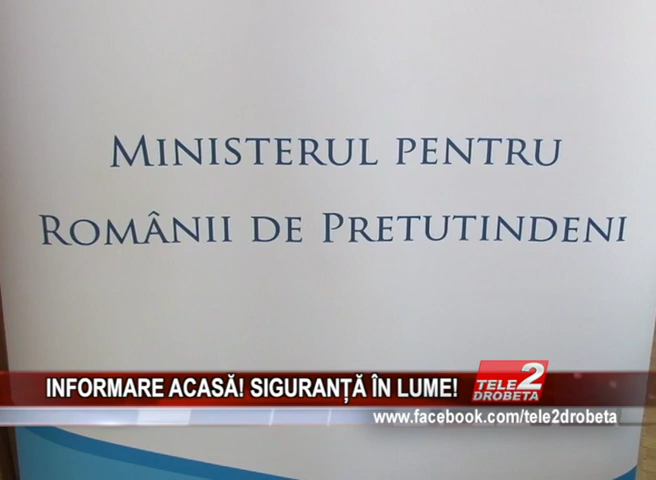 MINISTERUL PENTRU
ROMÂNII DE PRETUTINDENI
INFORMARE ACASĂ! SIGURANȚĂ ÎN LUME!
TELE 2
DROBETA
www.facebook.com/tele2drobeta